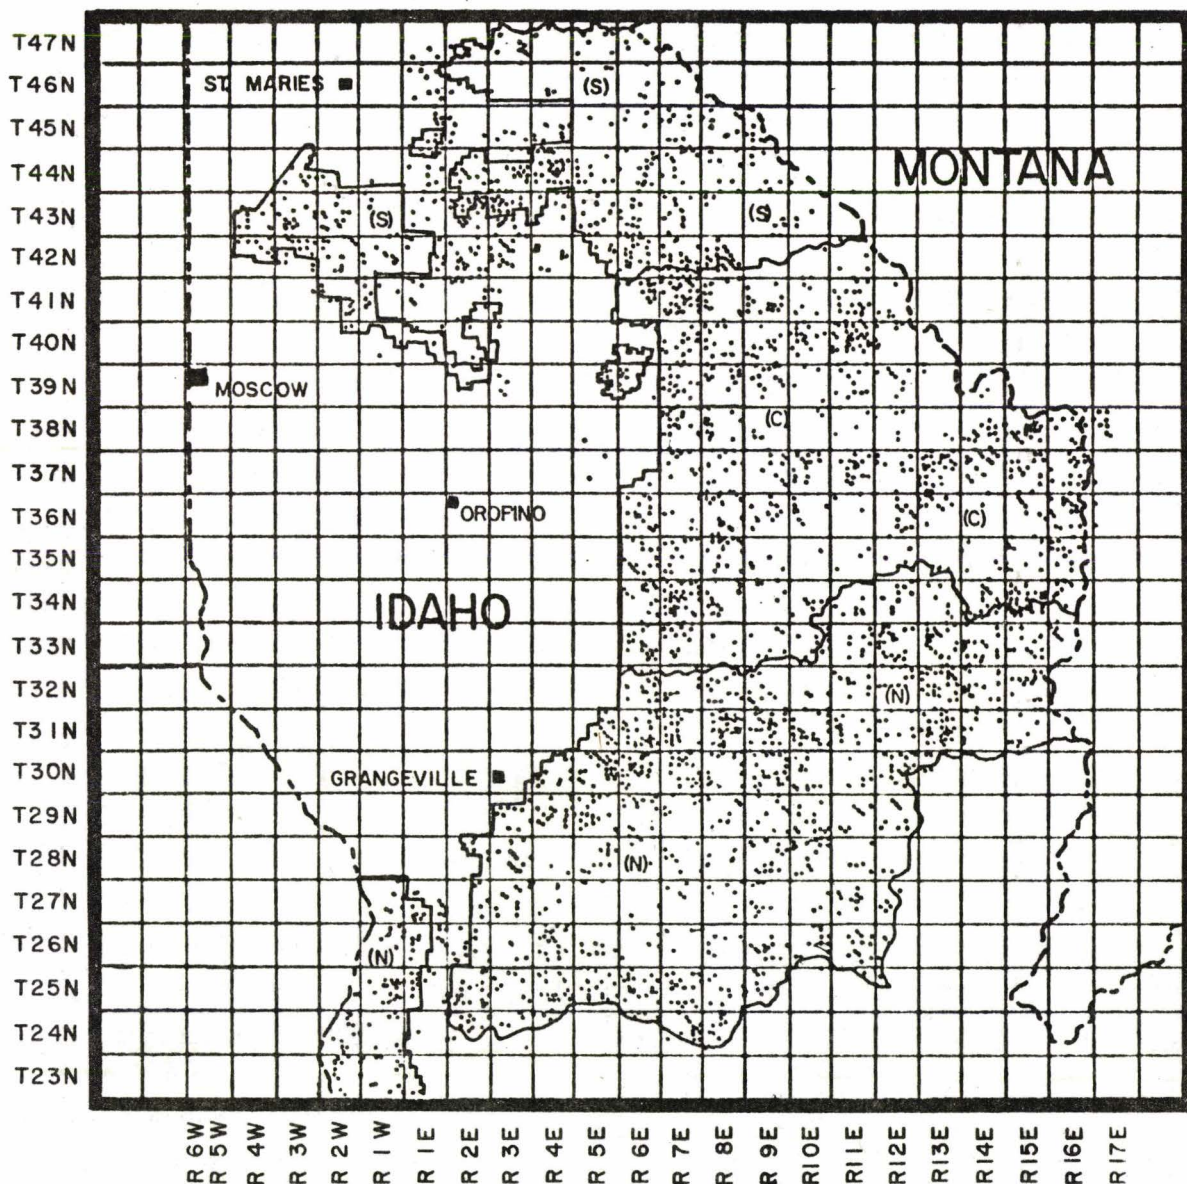 T47N
T46N
ST. MARIES
(S)
T45N
T44N
MONTANA
T43N
(S)
(S)
T42N
T41N
T40N
T39N
MOSCOW
T38N
(C)
T37N
T36N
OROFINO
(C)
T35N
T34N
IDAHO
T33N
T32N
(N)
T31N
T30N
GRANGEVILLE
T29N
T28N
(N)
T27N
T26N
(N)
T25N
T24N
T23N
R 6W
R 5W
R 4W
R 3W
R 2W
R 1W
R 1E
R 2E
R 3E
R 4E
R 5E
R 6E
R 7E
R 8E
R 9E
R10E
R11E
R12E
R13E
R14E
R15E
R16E
R17E